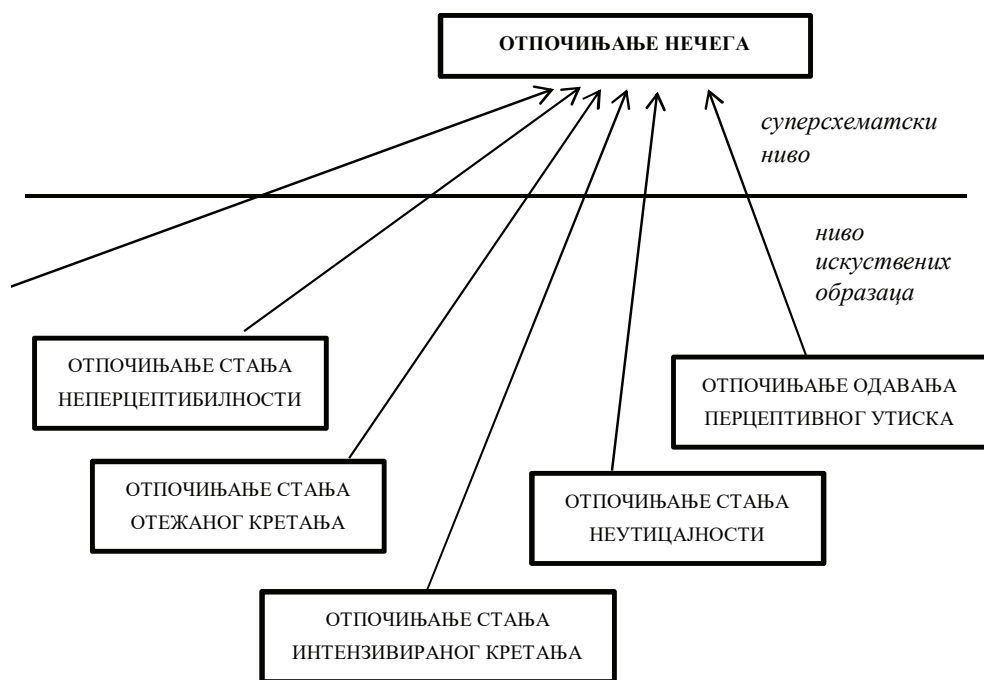 ОТПОЧИЊАЊЕ НЕЧЕГА
суперсхематски
ниво
ниво
искуствених
образаца
ОТПОЧИЊАЊЕ СТАЊА
НЕПЕРЦЕПТИБИЛНОСТИ
ОТПОЧИЊАЊЕ ОДАВАЊА
ПЕРЦЕПТИВНОГ УТИСКА
ОТПОЧИЊАЊЕ СТАЊА
ОТЕЖАНОГ КРЕТАЊА
ОТПОЧИЊАЊЕ СТАЊА
НЕУТИЦАЈНОСТИ
ОТПОЧИЊАЊЕ СТАЊА
ИНТЕНЗИВИРАНОГ КРЕТАЊА